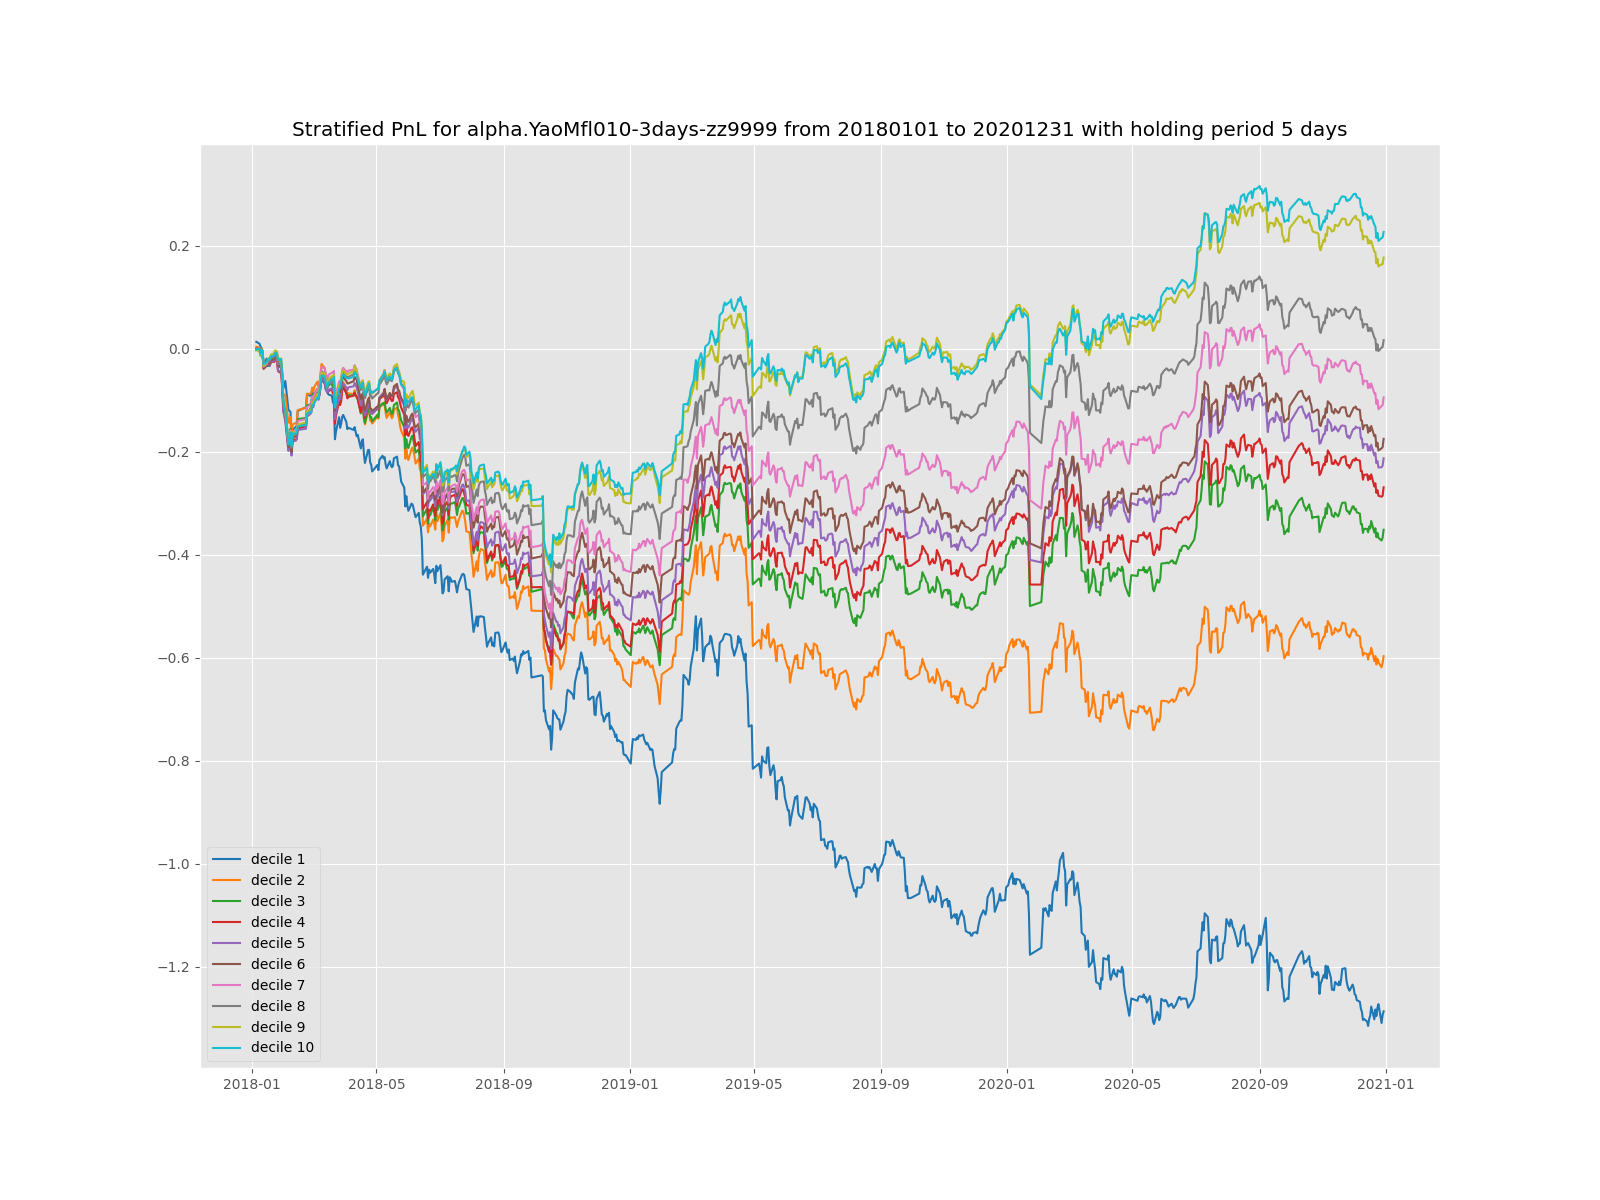 Stratified PnL for alpha.YaoMfl010-3days-zz9999 from 20180101 to 20201231 with holding period 5 days
0.2
0.0
−0.2
−0.4
−0.6
−0.8
−1.0
−1.2
decile 1
decile 2
decile 3
decile 4
decile 5
decile 6
decile 7
decile 8
decile 9
decile 10
2018-01 2018-05 2018-09 2019-01 2019-05 2019-09 2020-01 2020-05 2020-09 2021-01